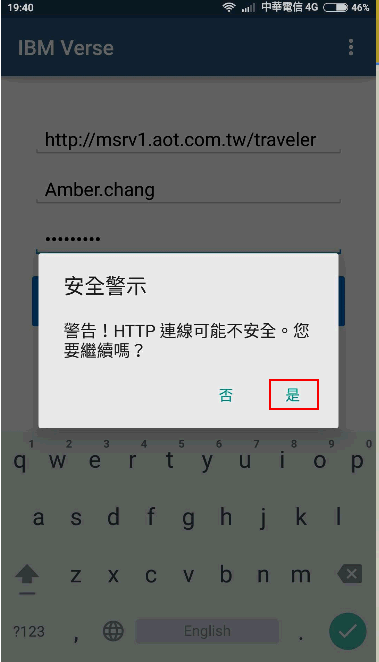 19:40 中華電信 4G 46%
IBM Verse
http://msrv1.aot.com.tw/traveler
Amber.chang
•••••••••
安全警示
警告！HTTP 連線可能不安全。您
要繼續嗎？
否 是
1 2 3 4 5 6 7 8 9 0
q w e r t y u i o p
a s d f g h j k l
z x c v b n m
?123 , English .